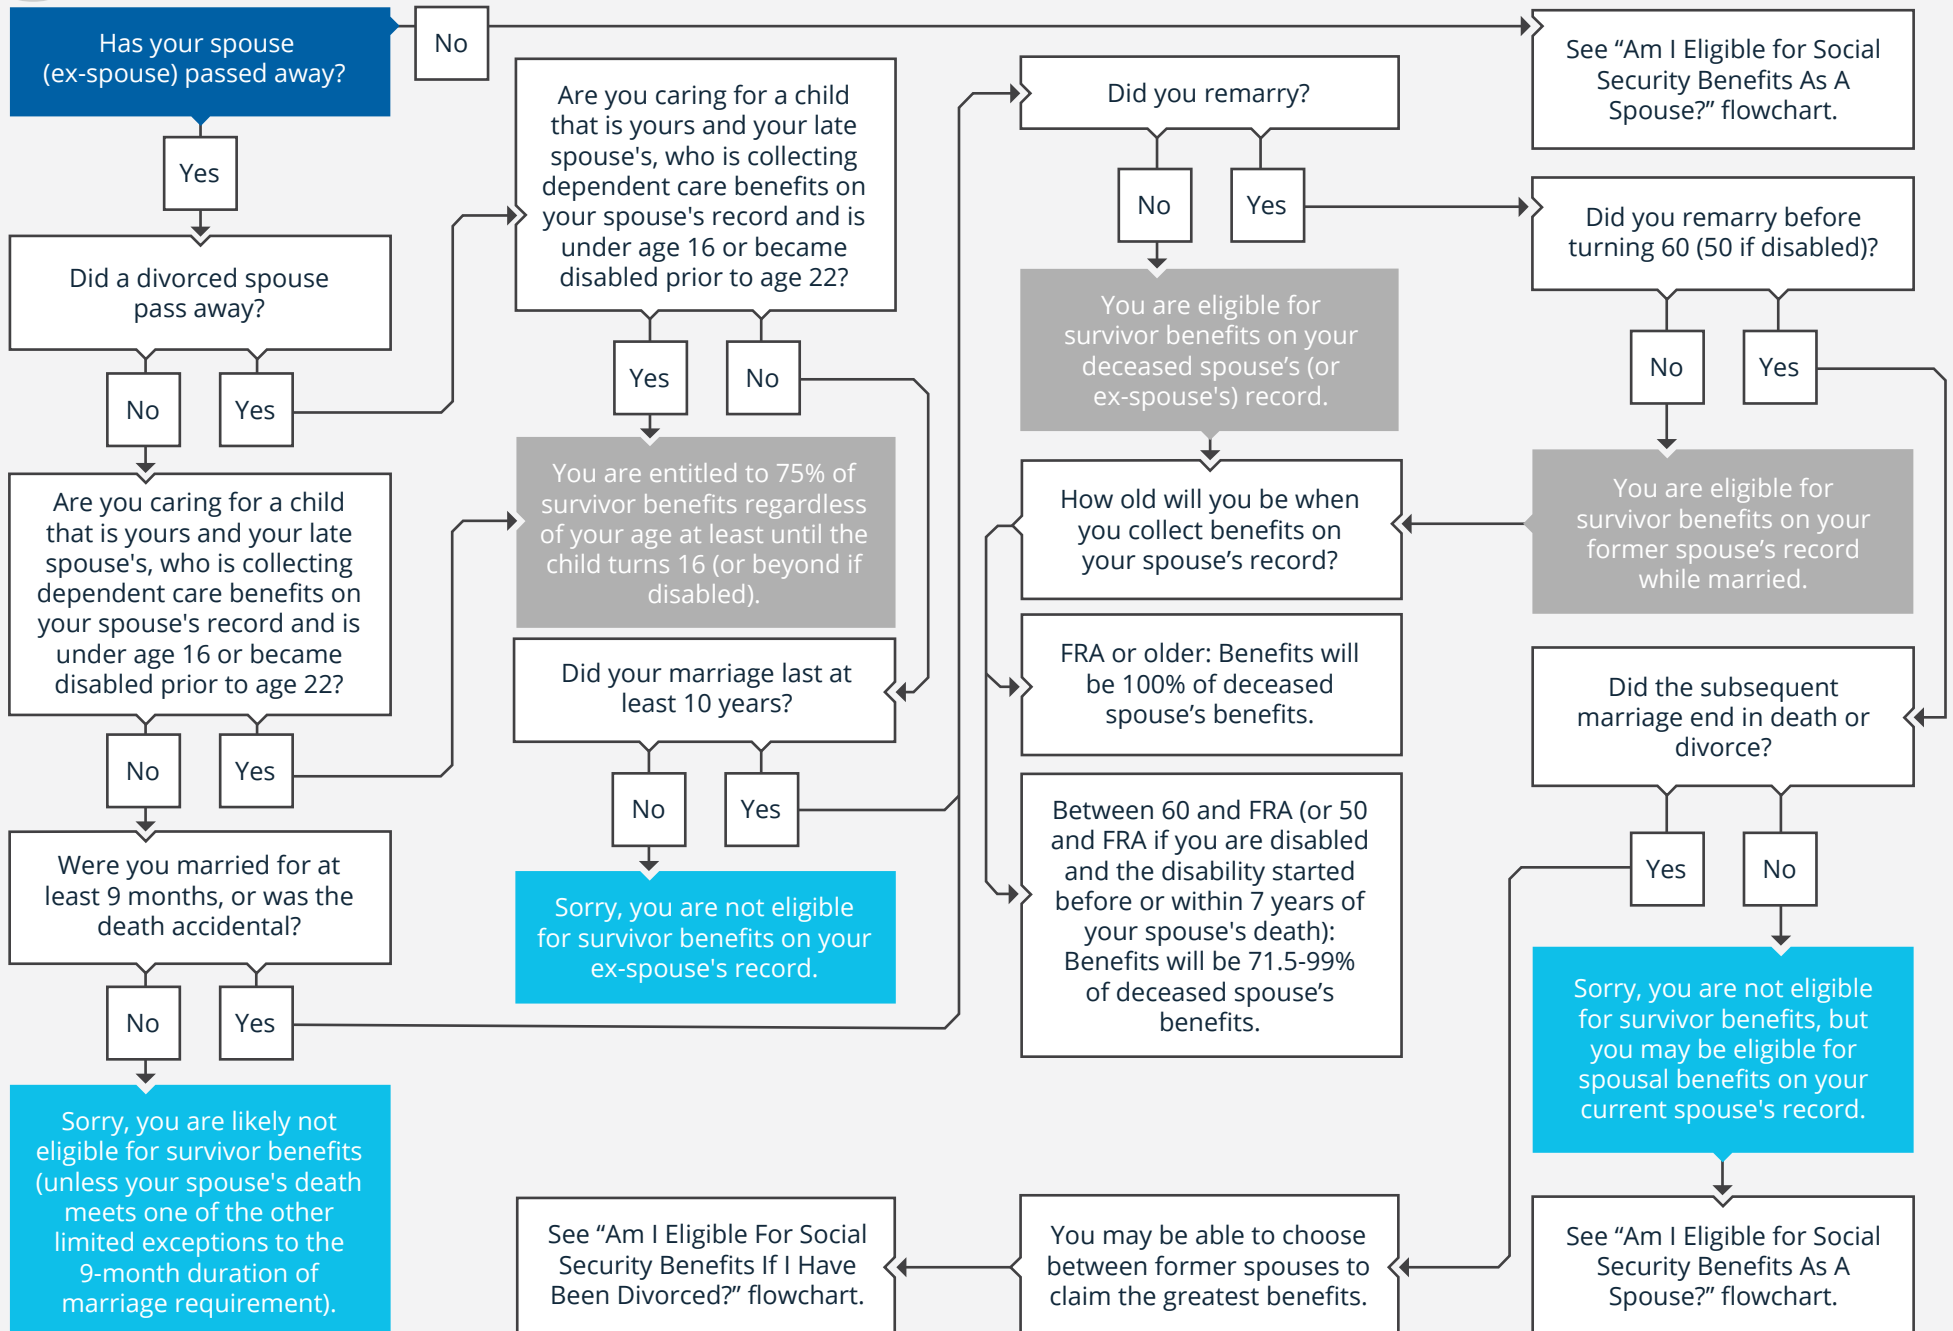 Has your spouse
(ex-spouse) passed away?
No
Yes
Did a divorced spouse
pass away?
No
Yes
Are you caring for a child
that is yours and your late
spouse's, who is collecting
dependent care benefits on
your spouse's record and is
under age 16 or became
disabled prior to age 22?
No
Yes
Were you married for at
least 9 months, or was the
death accidental?
No
Yes
Sorry, you are likely not
eligible for survivor benefits
(unless your spouse's death
meets one of the other
limited exceptions to the
9-month duration of
marriage requirement).
Are you caring for a child
that is yours and your late
spouse's, who is collecting
dependent care benefits on
your spouse's record and is
under age 16 or became
disabled prior to age 22?
Yes
No
You are entitled to 75% of
survivor benefits regardless
of your age at least until the
child turns 16 (or beyond if
disabled).
Did your marriage last at
least 10 years?
No
Yes
Sorry, you are not eligible
for survivor benefits on your
ex-spouse's record.
See “Am I Eligible For Social
Security Benefits If I Have
Been Divorced?” flowchart.
Did you remarry?
No
Yes
You are eligible for
survivor benefits on your
deceased spouse’s (or
ex-spouse's) record.
How old will you be when
you collect benefits on
your spouse’s record?
FRA or older: Benefits will
be 100% of deceased
spouse’s benefits.
Between 60 and FRA (or 50
and FRA if you are disabled
and the disability started
before or within 7 years of
your spouse's death):
Benefits will be 71.5-99%
of deceased spouse’s
benefits.
You may be able to choose
between former spouses to
claim the greatest benefits.
See “Am I Eligible for Social
Security Benefits As A
Spouse?” flowchart.
Did you remarry before
turning 60 (50 if disabled)?
No
Yes
You are eligible for
survivor benefits on your
former spouse’s record
while married.
Did the subsequent
marriage end in death or
divorce?
Yes
No
Sorry, you are not eligible
for survivor benefits, but
you may be eligible for
spousal benefits on your
current spouse's record.
See “Am I Eligible for Social
Security Benefits As A
Spouse?” flowchart.